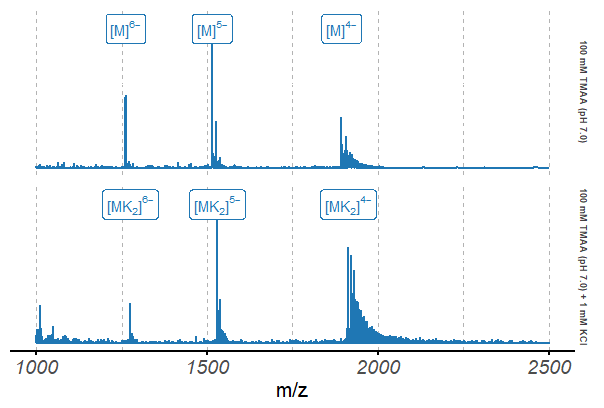 [M]⁶⁻ [M]⁵⁻ [M]⁴⁻
100 mM TMAA (pH 7.0)
[MK₂]⁶⁻ [MK₂]⁵⁻ [MK₂]⁴⁻
100 mM TMAA (pH 7.0) + 1 mM KCl
1000 1500 2000 2500
m/z